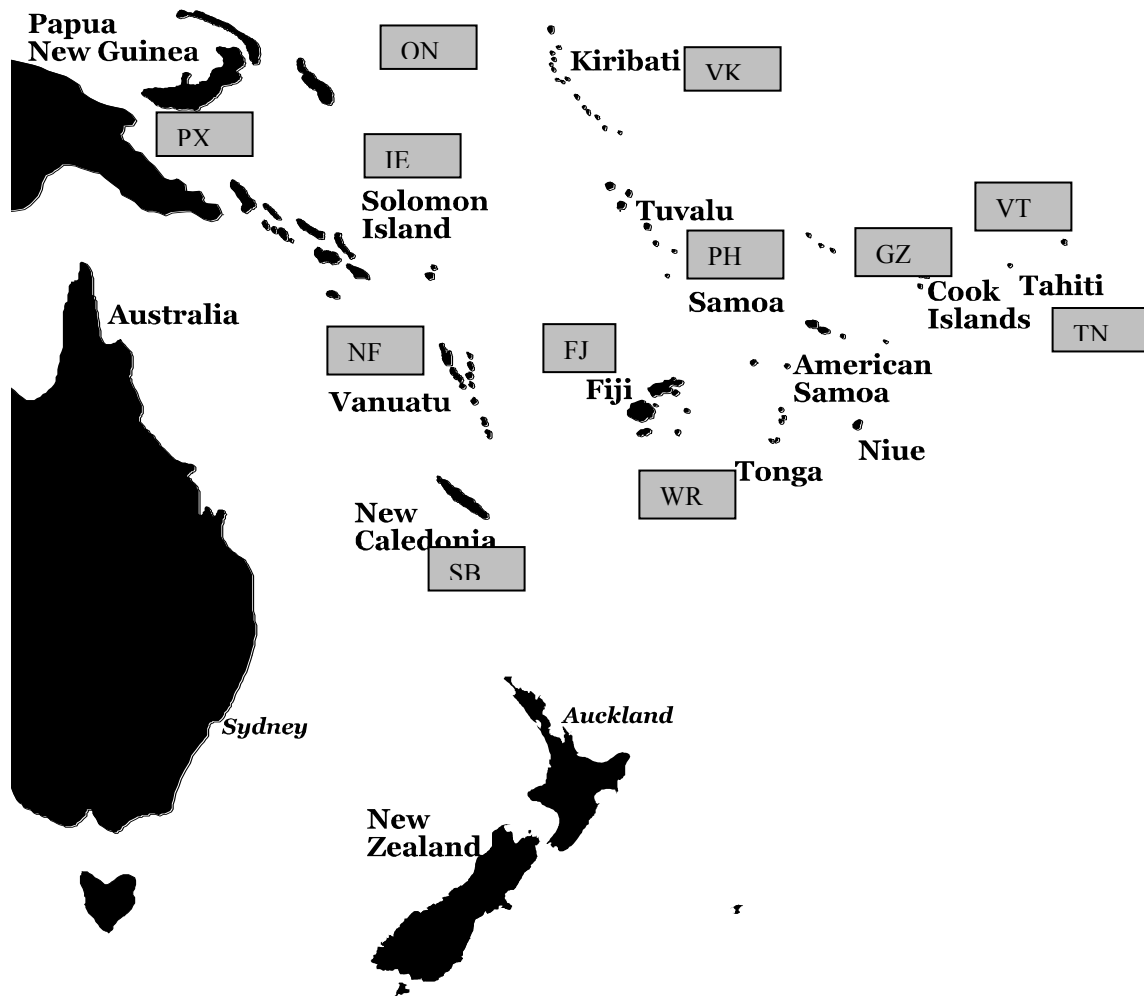 Papua
New Guinea
ON
Kiribati
VK
PX
IE
Solomon
Island
VT
Tuvalu
PH
GZ
Samoa
Cook
Islands
Tahiti
Australia
TN
NF
FJ
Vanuatu
Fiji
American
Samoa
Niue
Tonga
WR
New
Caledonia
SB
Sydney
Auckland
New
Zealand